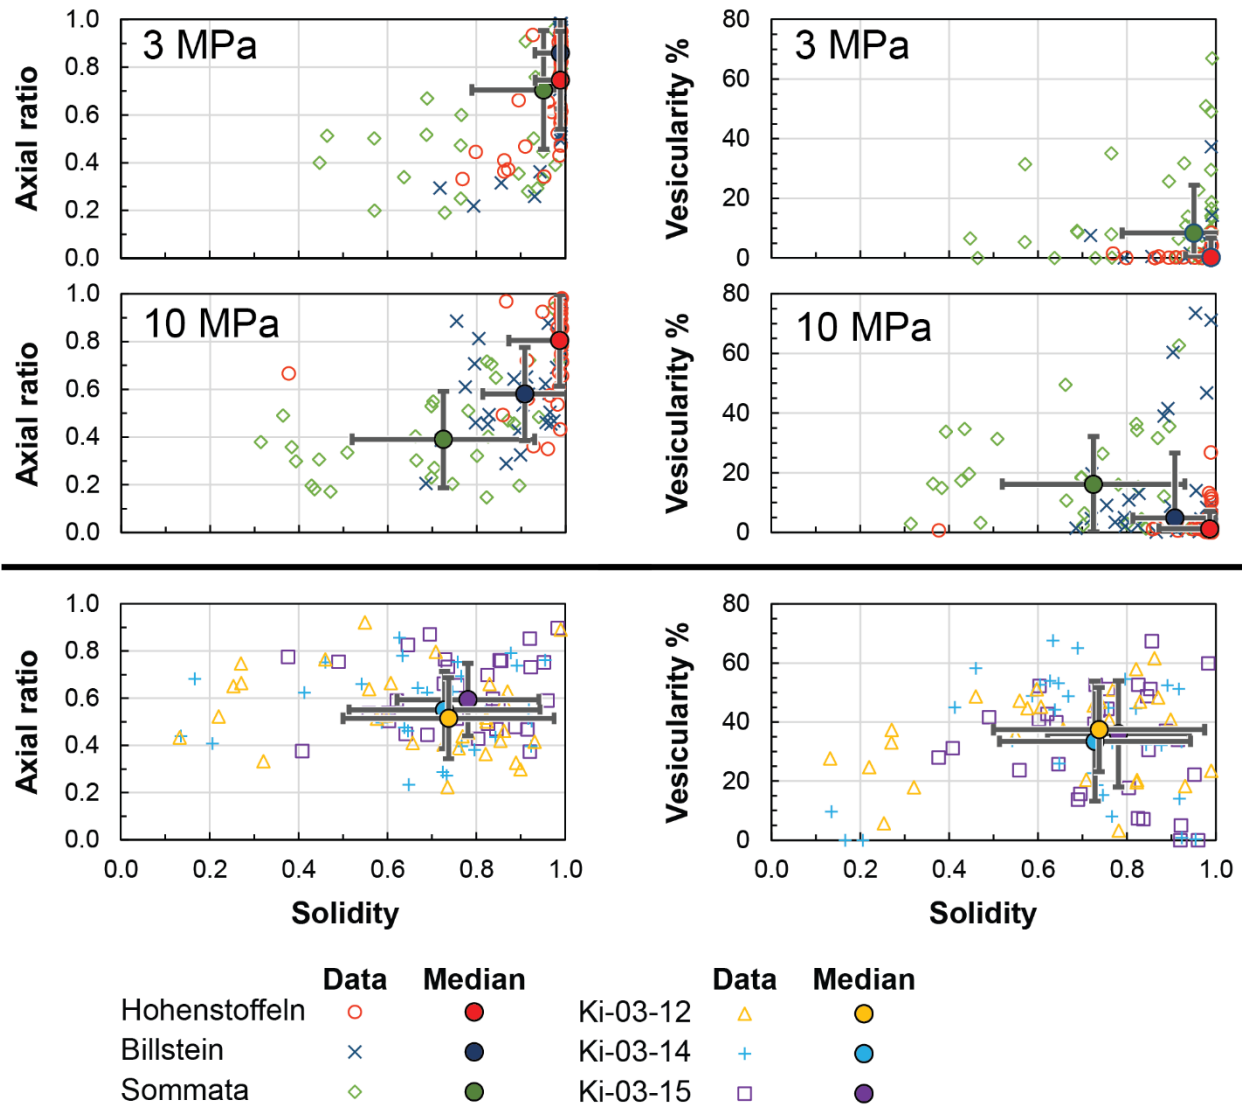 Axial ratio
1.0
0.8
0.6
0.4
0.2
0.0
3 MPa
Vesicularity %
80
60
40
20
0
3 MPa
Axial ratio
1.0
0.8
0.6
0.4
0.2
0.0
10 MPa
Vesicularity %
80
60
40
20
0
10 MPa
Axial ratio
1.0
0.8
0.6
0.4
0.2
0.0
0.0 0.2 0.4 0.6 0.8 1.0
Solidity
Vesicularity %
80
60
40
20
0
0.0 0.2 0.4 0.6 0.8 1.0
Solidity
Data Median Data Median
Hohenstoffeln Ki-03-12
Billstein Ki-03-14
Sommata Ki-03-15